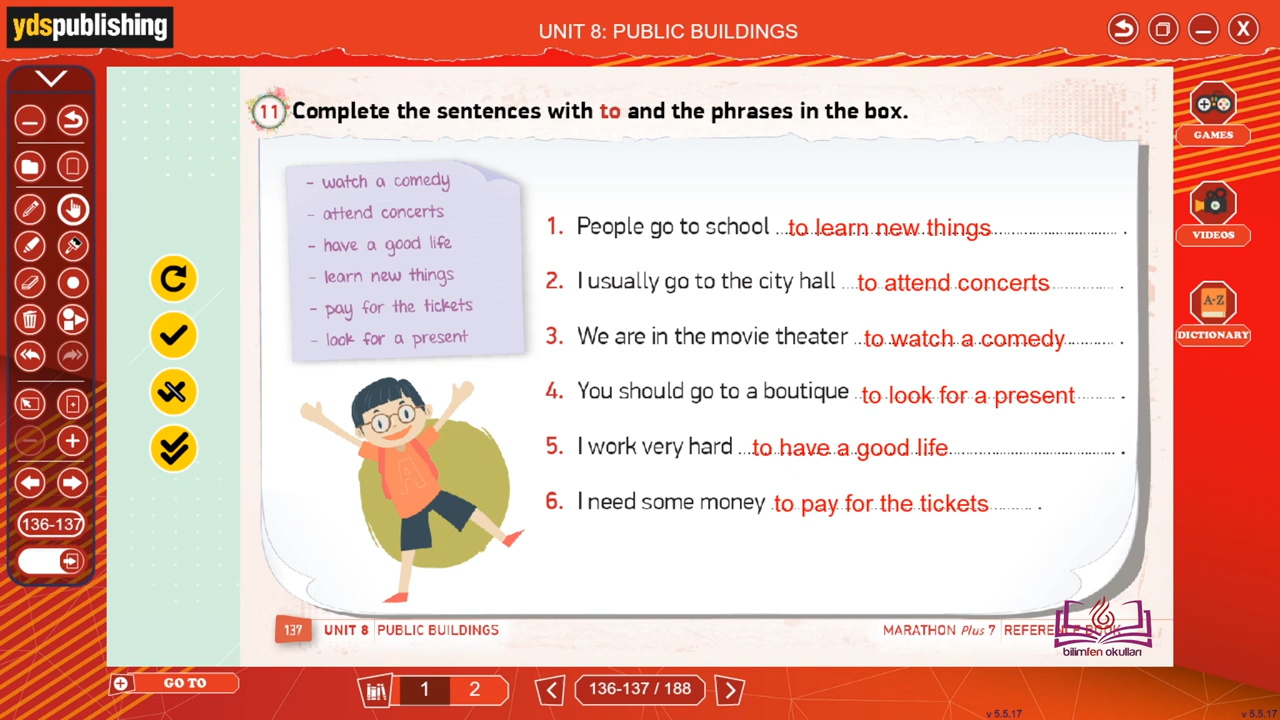 ydspublishing
UNIT 8: PUBLIC BUILDINGS
X
11 Complete the sentences with to and the phrases in the box.
- watch a comedy
- attend concerts
- have a good life
- learn new things
- pay for the tickets
- look for a present
1. People go to school to learn new things .
2. I usually go to the city hall to attend concerts .
3. We are in the movie theater to watch a comedy .
4. You should go to a boutique to look for a present .
5. I work very hard to have a good life .
6. I need some money to pay for the tickets .
A
GAMES
VIDEOS
A-Z
DICTIONARY
136-137
137 UNIT 8 PUBLIC BUILDINGS
MARATHON Plus 7 REFERENCE BOOK
bilimfen okulları
GO TO
1 2
136-137 / 188
v 5.5.17
v 5.5.17